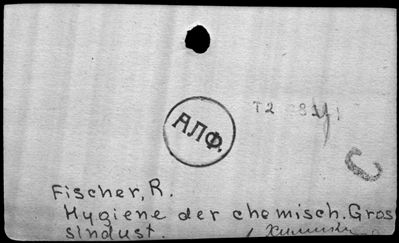 АЛФ.
Fischer, R.
Hygiene der chemisch. Gros
sindust.